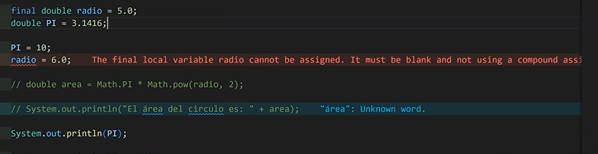 final double radio = 5.0;
double PI = 3.1416;
PI = 10;
radio = 6.0; The final local variable radio cannot be assigned. It must be blank and not using a compound assi
// double area = Math.PI * Math.pow(radio, 2);
// System.out.println("El área del circulo es: " + area); "área": Unknown word.
System.out.println(PI);